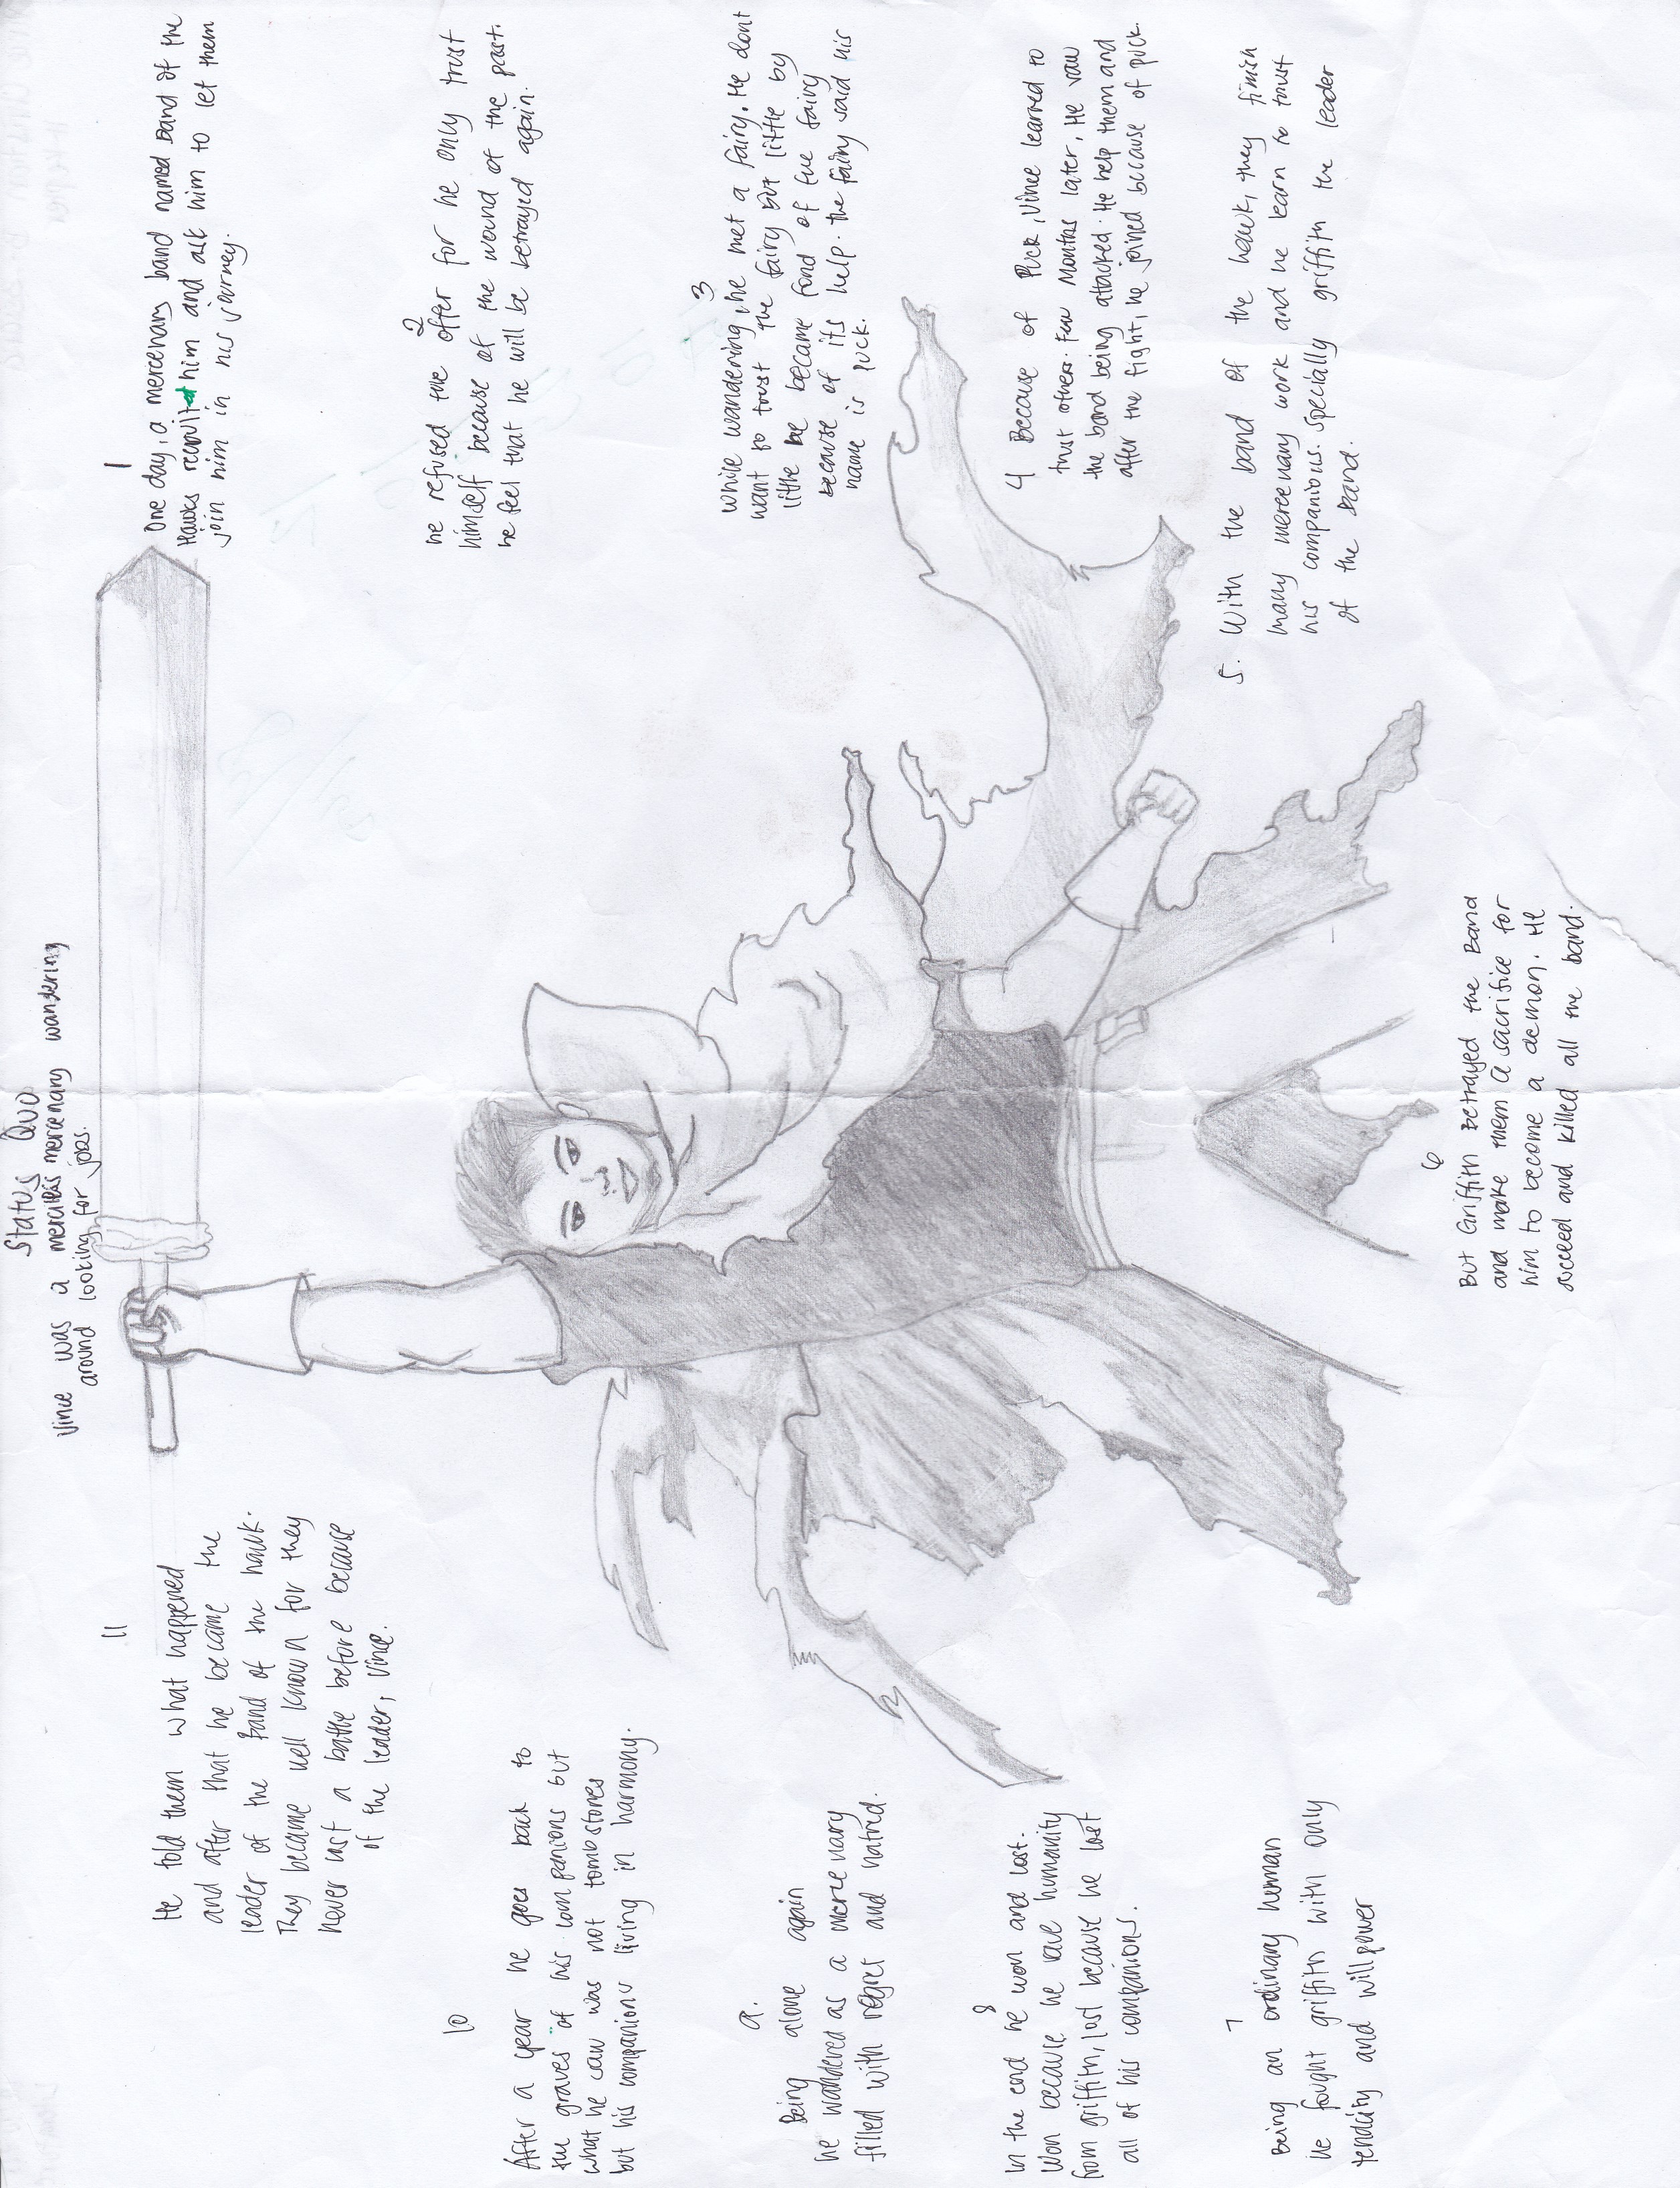 Status Quo
Vince was a merciless mercenary wandering
around looking for jobs.
1
One day, a mercenary band named Band of the
Hawks recruited him and ask him to let them
join him in his journey.
2
he refused the offer for he only trust
himself because of the wound of the past.
he feel that he will be betrayed again.
3
While wandering, he met a fairy. He dont
want to trust the fairy but little by
little he became fond of the fairy
because of its help. the fairy said his
name is puck.
4 Because of Puck, Vince learned to
trust others. Few Months later, He saw
the band being attacked. He help them and
after the fight, he joined because of puck.
5. With the band of the hawk, they finish
many mercenary work and he learn to trust
his companions. Specially griffith the leader
of the Band.
6
But Griffith Betrayed the Band
and make them a sacrifice for
him to become a demon. He
succeed and killed all the band.
7
Being an ordinary human
he fought griffith with only
tenacity and willpower
8
In the end he won and lost.
Won because he save humanity
from griffith, lost because he lost
all of his companions.
9.
Being alone again
he wandered as a mercenary
filled with regret and hatred.
10
After a year he goes back to
the graves of his companions but
what he saw was not tombstones
but his companions living in harmony.
11
He told them what happened
and after that he became the
leader of the Band of the hawk.
They became well known for they
never lost a battle before because
of the leader, Vince.